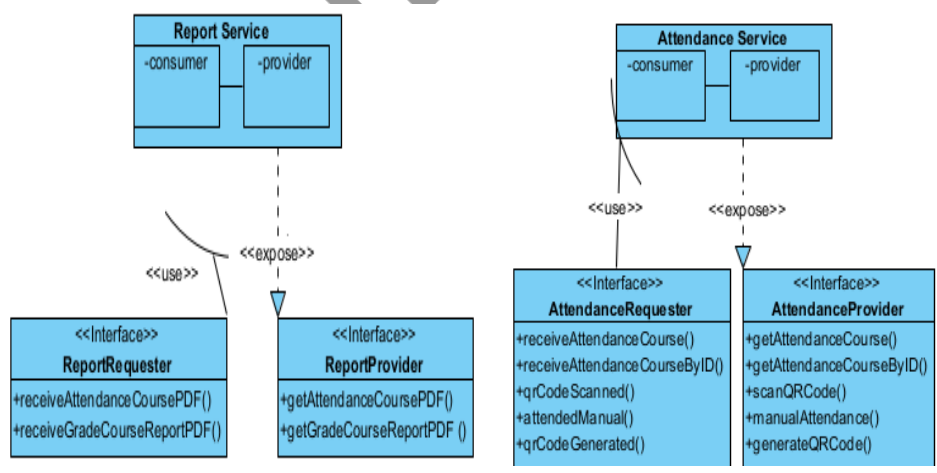 Report Service
-consumer
-provider
<<use>>
<<expose>>
<<Interface>>
ReportRequester
+receiveAttendanceCoursePDF()
+receiveGradeCourseReportPDF()
<<Interface>>
ReportProvider
+getAttendanceCoursePDF()
+getGradeCourseReportPDF ()
Attendance Service
-consumer
-provider
<<use>>
<<expose>>
<<Interface>>
AttendanceRequester
+receiveAttendanceCourse()
+receiveAttendanceCourseByID()
+qrCodeScanned()
+attendedManual()
+qrCodeGenerated()
<<Interface>>
AttendanceProvider
+getAttendanceCourse()
+getAttendanceCourseByID()
+scanQRCode()
+manualAttendance()
+generateQRCode()